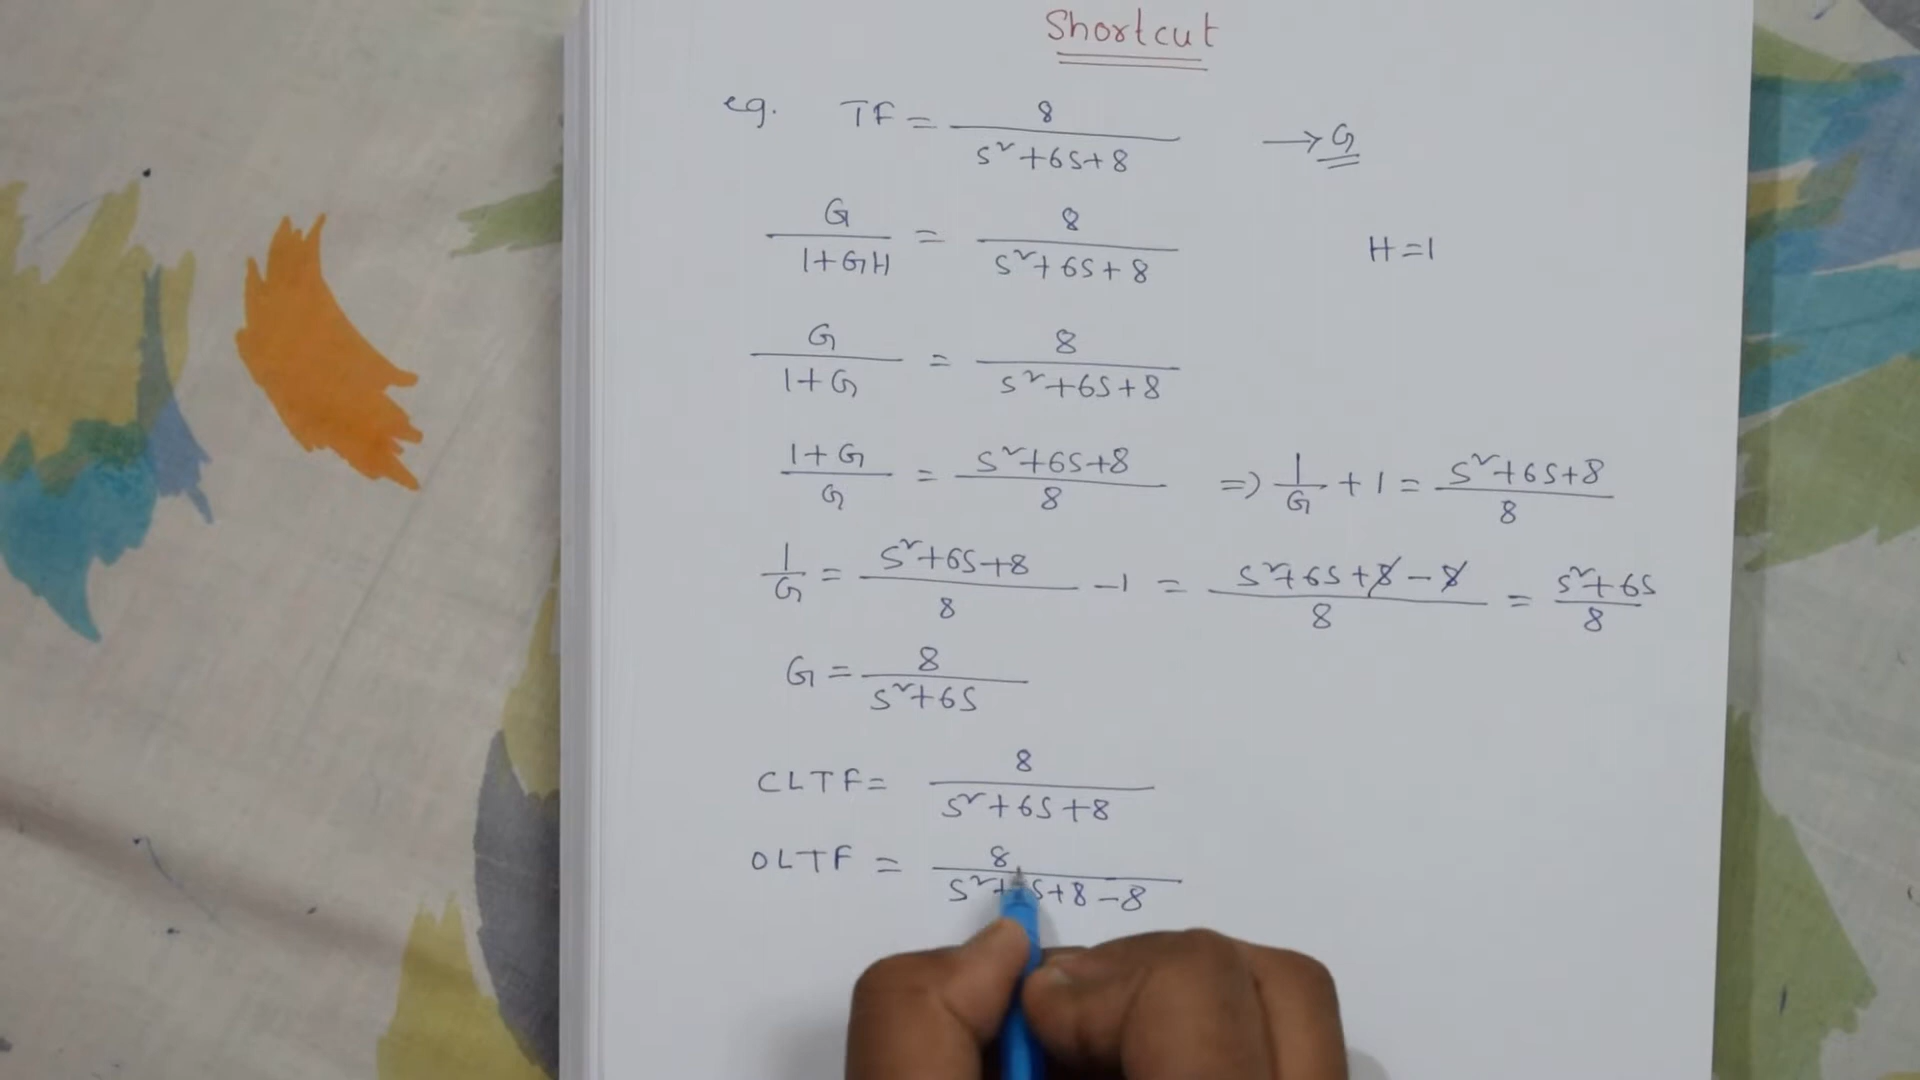 Shortcut
eg. TF = 8 / (s²+6s+8) → G
G / (1+GH) = 8 / (s²+6s+8) H=1
G / (1+G) = 8 / (s²+6s+8)
(1+G) / G = (s²+6s+8) / 8 => 1/G + 1 = (s²+6s+8) / 8
1/G = (s²+6s+8) / 8 - 1 = (s²+6s+8-8) / 8 = (s²+6s) / 8
G = 8 / (s²+6s)
CLTF = 8 / (s²+6s+8)
OLTF = 8 / (s²+ s+8-8)